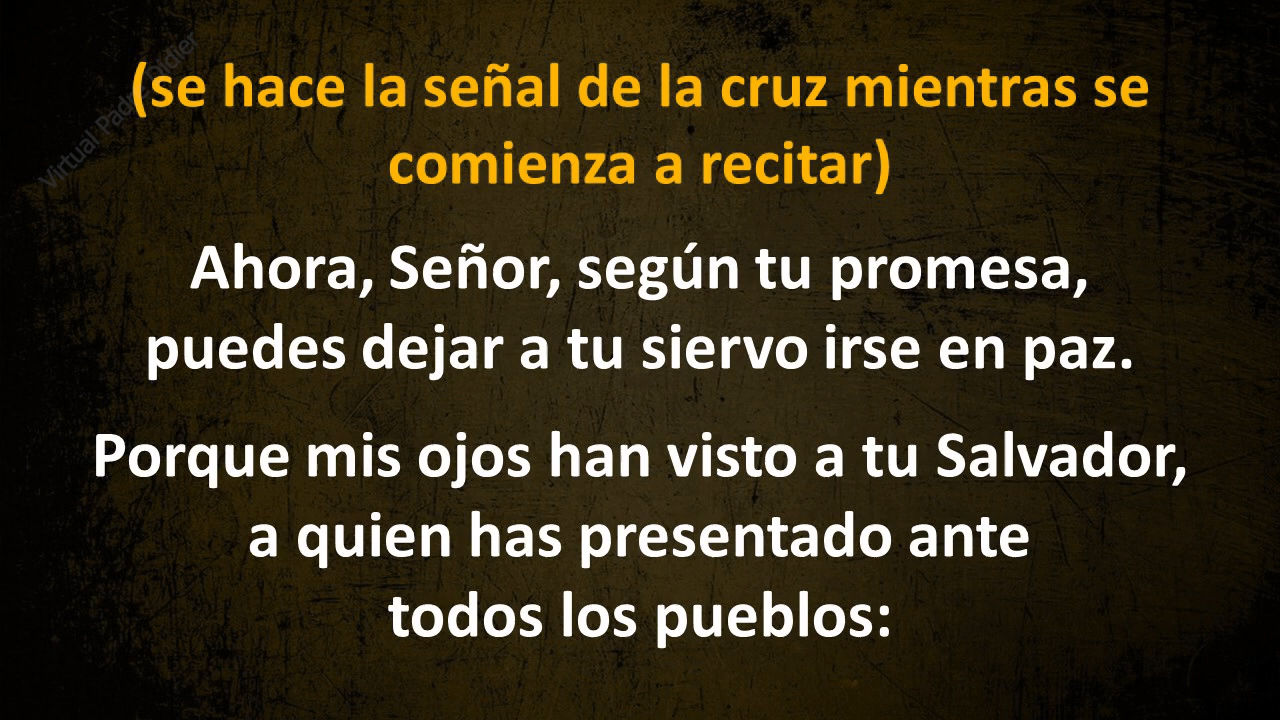 (se hace la señal de la cruz mientras se
comienza a recitar)
Ahora, Señor, según tu promesa,
puedes dejar a tu siervo irse en paz.
Porque mis ojos han visto a tu Salvador,
a quien has presentado ante
todos los pueblos:
Virtual